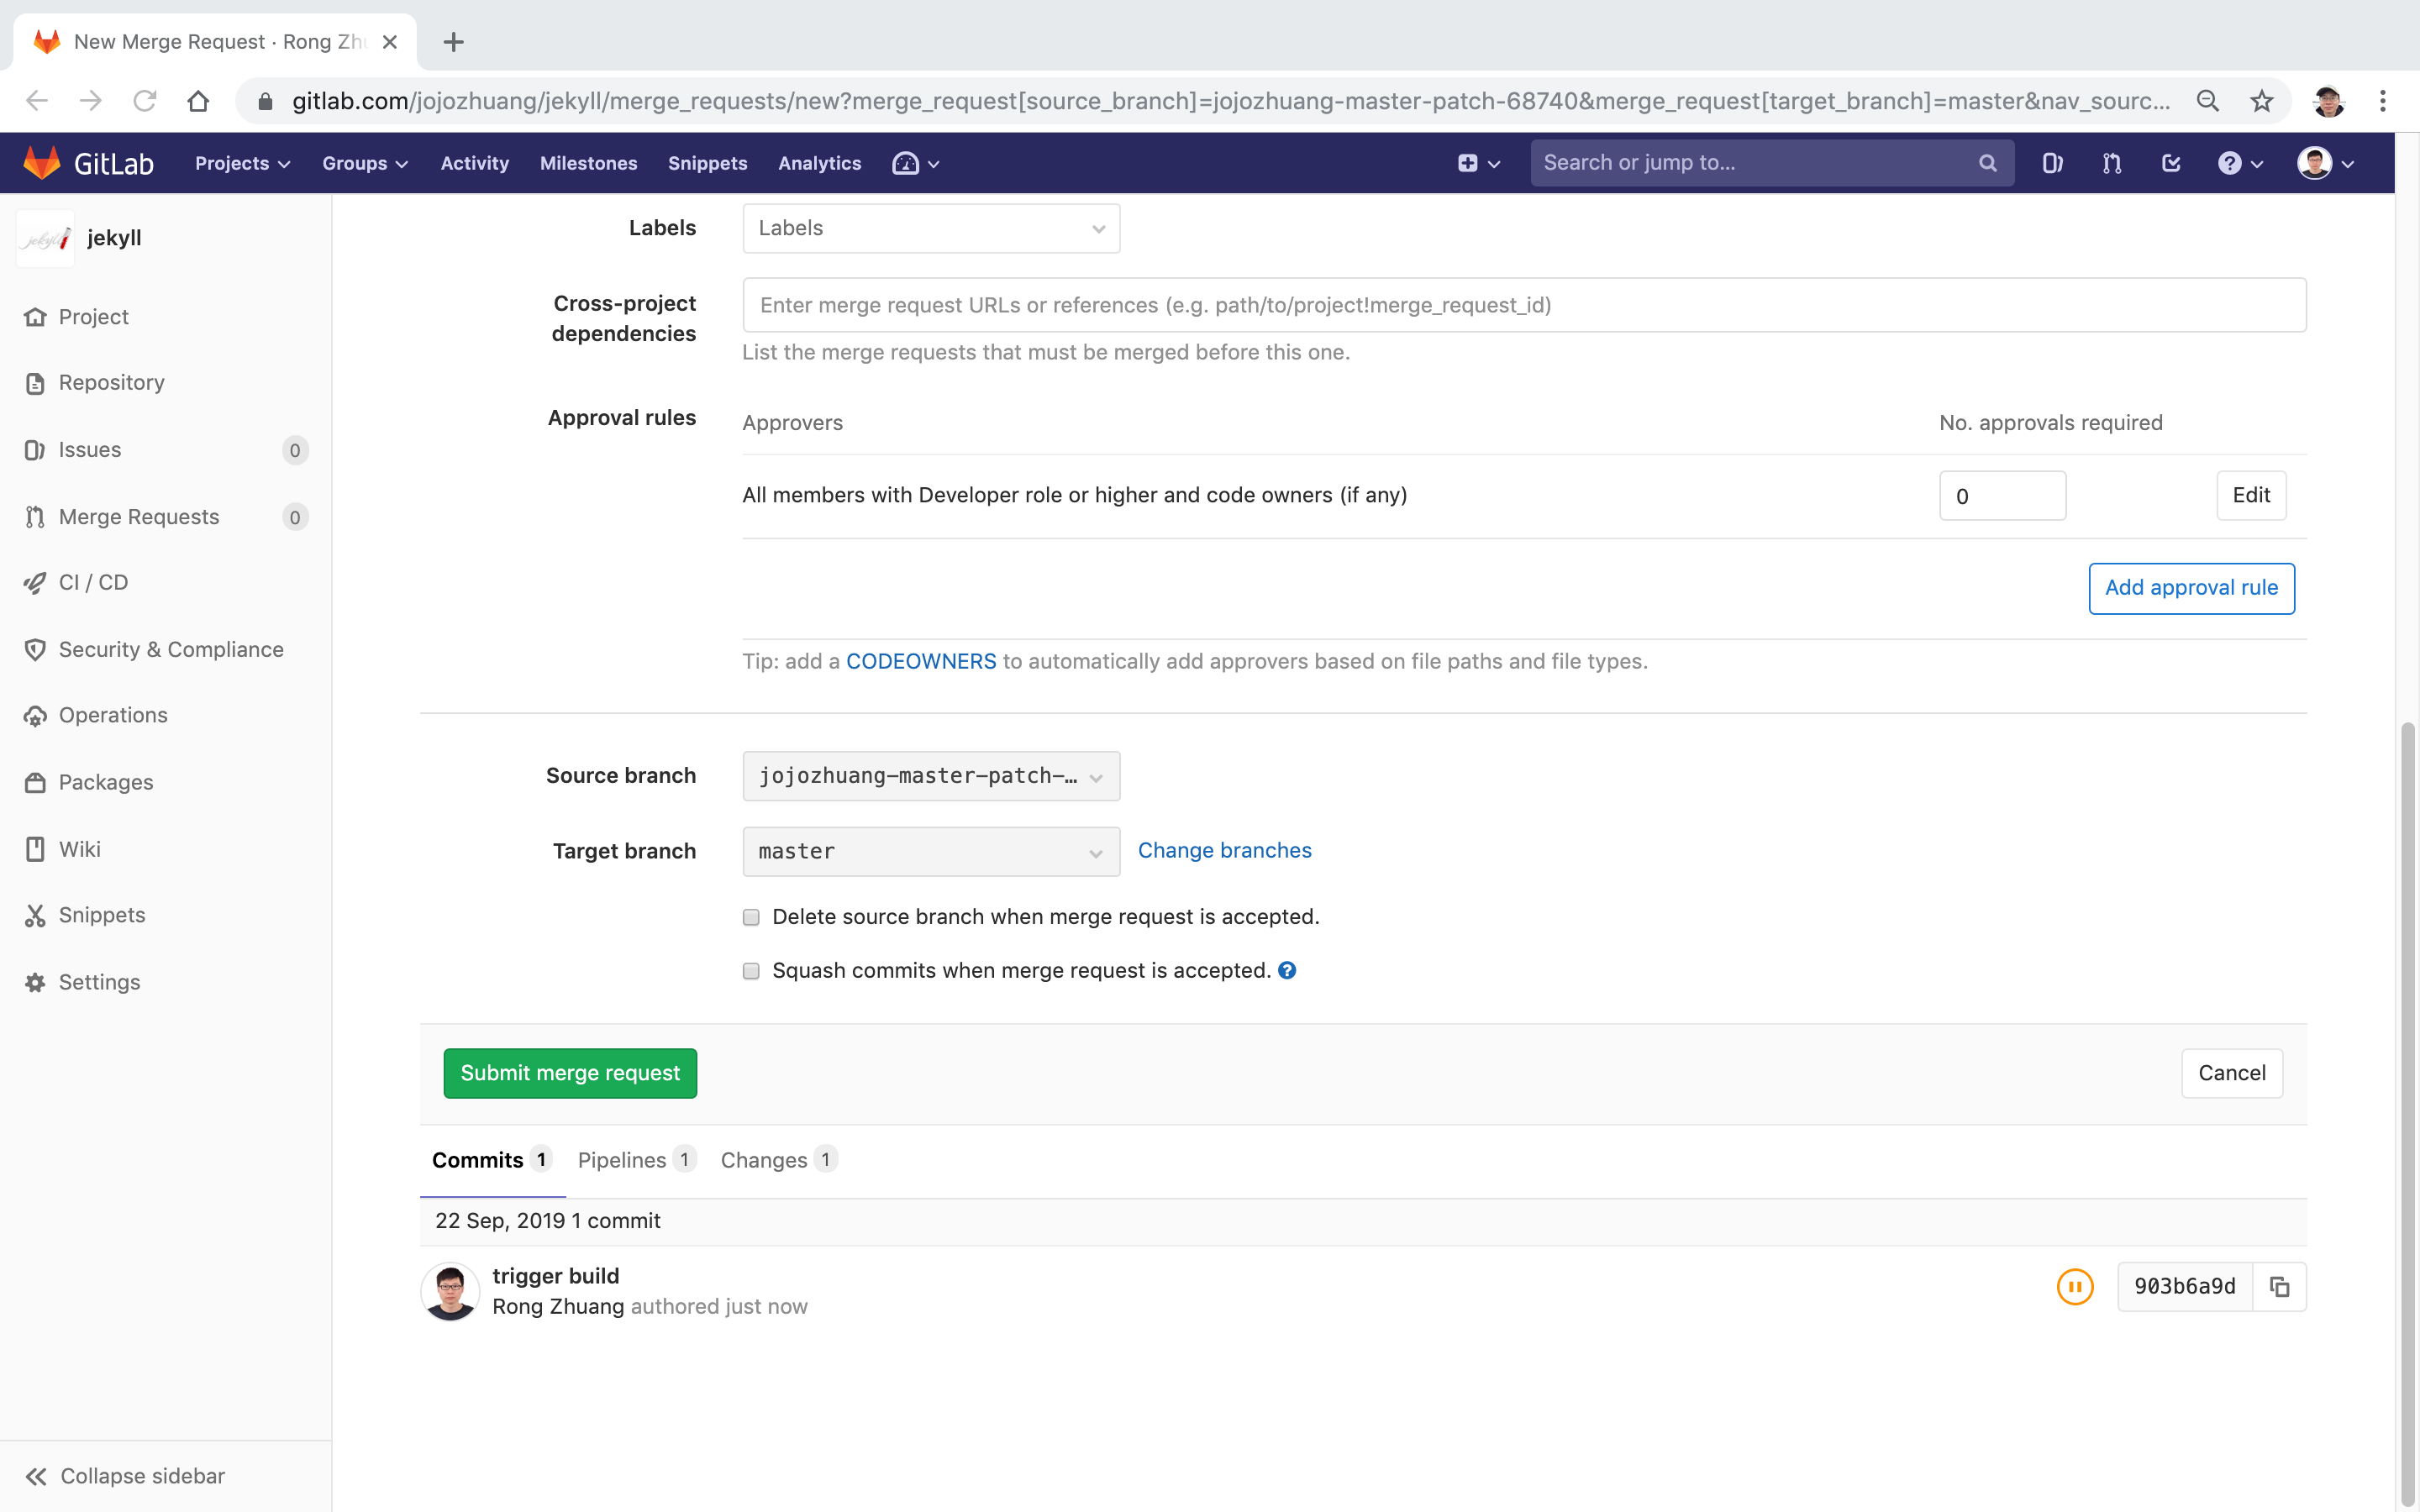 New Merge Request · Rong Zh
gitlab.com/jojozhuang/jekyll/merge_requests/new?merge_request[source_branch]=jojozhuang-master-patch-68740&merge_request[target_branch]=master&nav_sourc...
GitLab Projects Groups Activity Milestones Snippets Analytics Search or jump to...
jekyll
Project
Repository
Issues 0
Merge Requests 0
CI / CD
Security & Compliance
Operations
Packages
Wiki
Snippets
Settings
Collapse sidebar
Labels Labels
Cross-project dependencies Enter merge request URLs or references (e.g. path/to/project!merge_request_id)
List the merge requests that must be merged before this one.
Approval rules Approvers No. approvals required
All members with Developer role or higher and code owners (if any) 0 Edit
Add approval rule
Tip: add a CODEOWNERS to automatically add approvers based on file paths and file types.
Source branch jojozhuang-master-patch-…
Target branch master Change branches
Delete source branch when merge request is accepted.
Squash commits when merge request is accepted. ?
Submit merge request Cancel
Commits 1 Pipelines 1 Changes 1
22 Sep, 2019 1 commit
trigger build
Rong Zhuang authored just now 903b6a9d